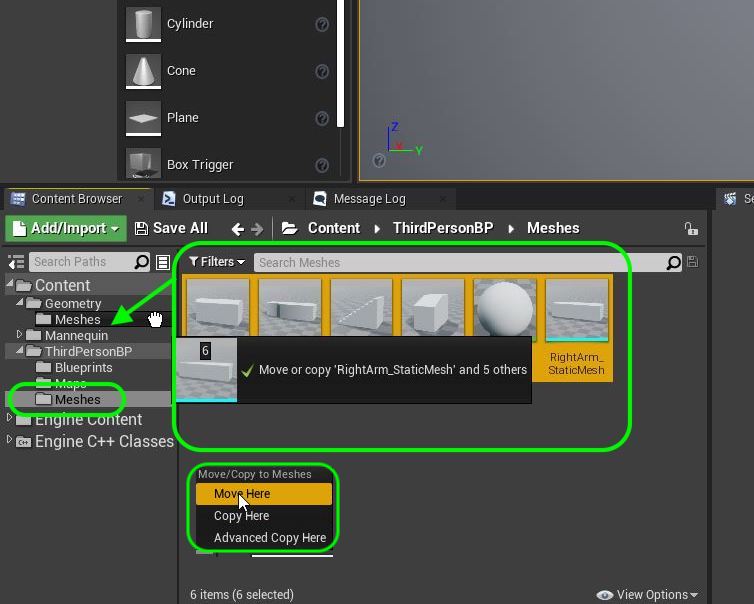 Cylinder
Cone
Plane
Box Trigger
Z
Y
Content Browser
Output Log
Message Log
Se
Add/Import
Save All
Content
ThirdPersonBP
Meshes
Search Paths
Filters
Search Meshes
Content
Geometry
Meshes
Mannequin
ThirdPersonBP
Blueprints
Maps
Meshes
Engine Content
Engine C++ Classes
6
Move or copy 'RightArm_StaticMesh' and 5 others
RightArm_
StaticMesh
Move/Copy to Meshes
Move Here
Copy Here
Advanced Copy Here
6 items (6 selected)
View Options